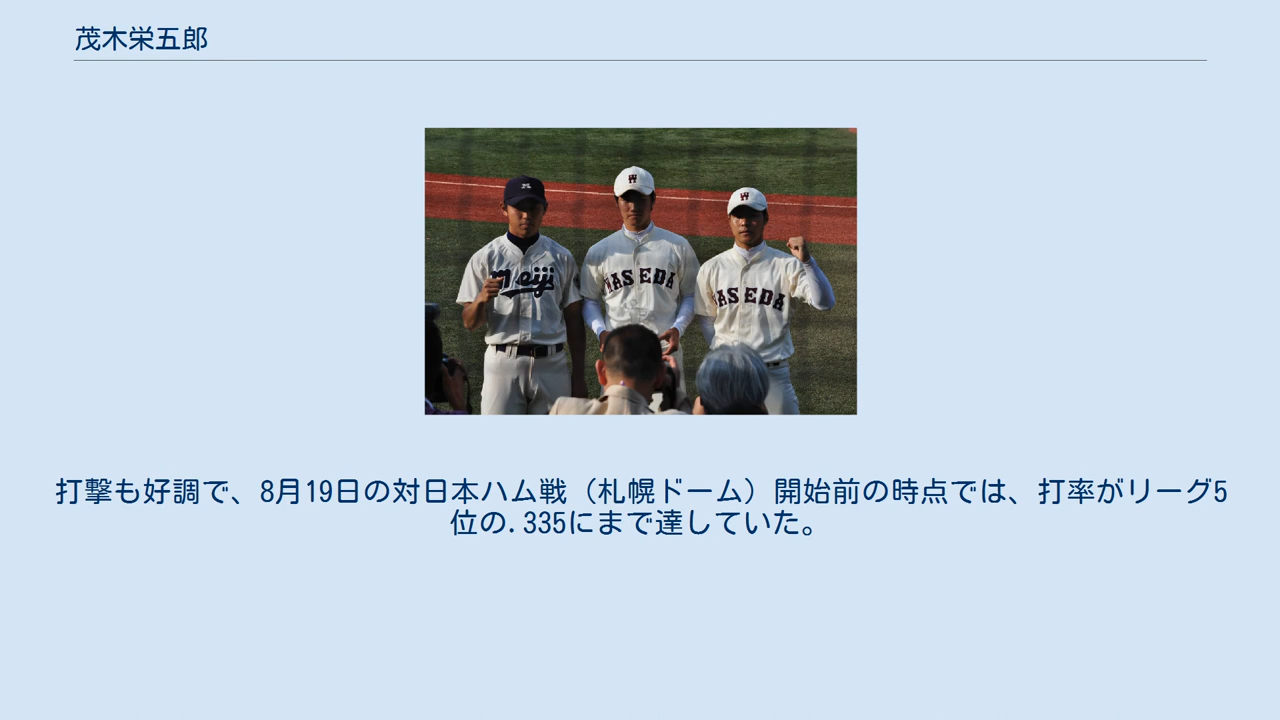 茂木栄五郎
Meiji
WASEDA
WASEDA
打撃も好調で、8月19日の対日本ハム戦（札幌ドーム）開始前の時点では、打率がリーグ5
位の.335にまで達していた。